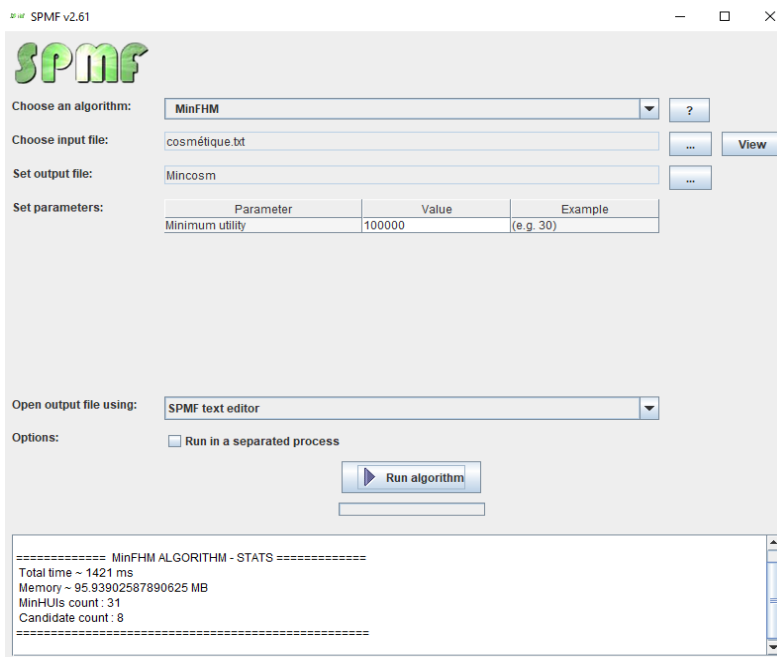 SPMF v2.61
SPMF
Choose an algorithm: MinFHM ?
Choose input file: cosmétique.txt ... View
Set output file: Mincosm ...
Set parameters: Parameter Value Example
Minimum utility 100000 (e.g. 30)
Open output file using: SPMF text editor
Options: Run in a separated process
Run algorithm
============= MinFHM ALGORITHM - STATS =============
Total time ~ 1421 ms
Memory ~ 95.93902587890625 MB
MinHUIs count : 31
Candidate count : 8
====================================================